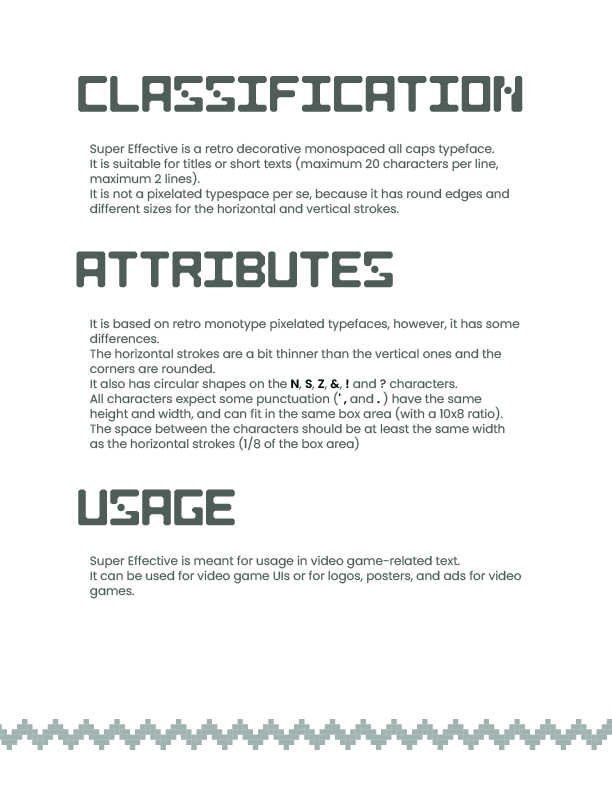 CLASSIFICATION
Super Effective is a retro decorative monospaced all caps typeface.
It is suitable for titles or short texts (maximum 20 characters per line,
maximum 2 lines).
It is not a pixelated typespace per se, because it has round edges and
different sizes for the horizontal and vertical strokes.
ATTRIBUTES
It is based on retro monotype pixelated typefaces, however, it has some
differences.
The horizontal strokes are a bit thinner than the vertical ones and the
corners are rounded.
It also has circular shapes on the N, S, Z, &, ! and ? characters.
All characters expect some punctuation (' , and . ) have the same
height and width, and can fit in the same box area (with a 10x8 ratio).
The space between the characters should be at least the same width
as the horizontal strokes (1/8 of the box area)
USAGE
Super Effective is meant for usage in video game-related text.
It can be used for video game UIs or for logos, posters, and ads for video
games.